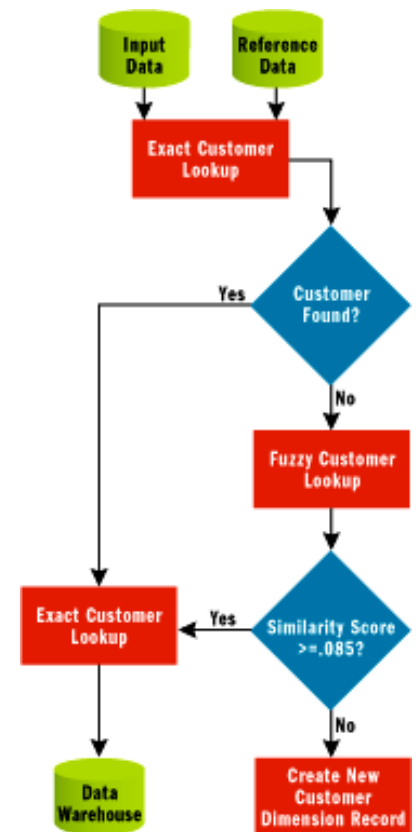 Input
Data
Reference
Data
Exact Customer
Lookup
Yes
Customer
Found?
No
Fuzzy Customer
Lookup
Exact Customer
Lookup
Yes
Similarity Score
>=.085?
No
Data
Warehouse
Create New
Customer
Dimension Record